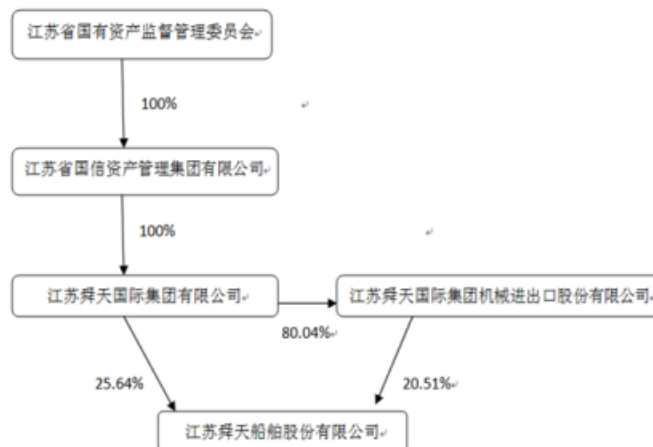 江苏省国有资产监督管理委员会
100%
江苏省国信资产管理集团有限公司
100%
江苏舜天国际集团有限公司
江苏舜天国际集团机械进出口股份有限公司
80.04%
25.64%
20.51%
江苏舜天船舶股份有限公司